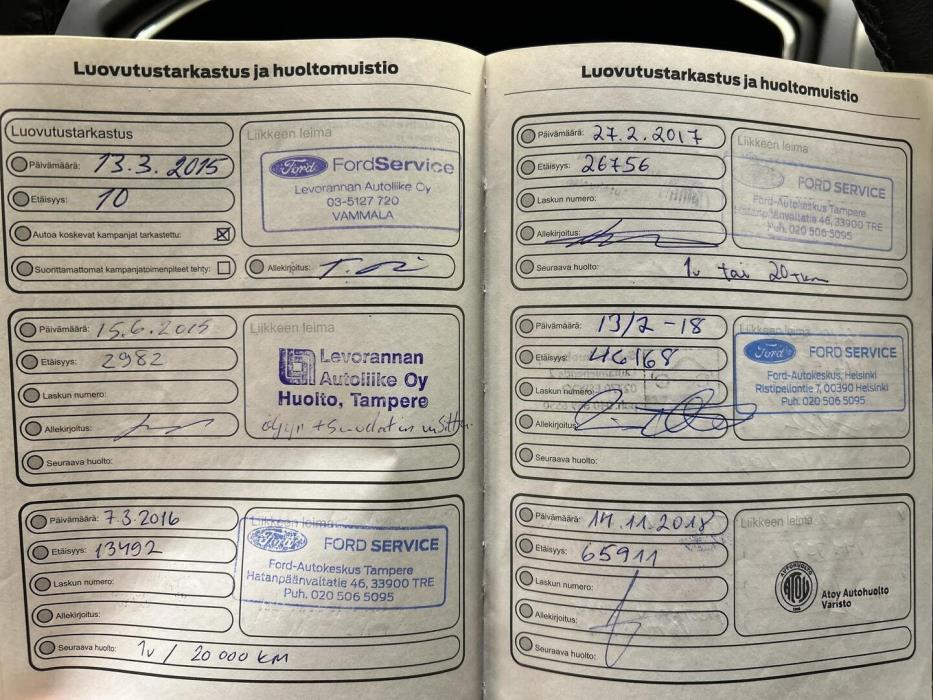 Luovutustarkastus ja huoltomuistio
Luovutustarkastus
Päivämäärä: 13.3.2015
Etäisyys: 10
Autoa koskevat kampanjat tarkastettu:
Suorittamattomat kampanjatoimenpiteet tehty:
Liikkeen leima
Ford FordService
Levorannan Autoliike Oy
03-5127 720
VAMMALA
Allekirjoitus:
Päivämäärä: 15.6.2015
Etäisyys: 2982
Laskun numero:
Allekirjoitus:
Seuraava huolto:
Liikkeen leima
Levorannan
Autoliike Oy
Huolto, Tampere
Päivämäärä: 7.3.2016
Etäisyys: 13492
Laskun numero:
Allekirjoitus:
Seuraava huolto: 1v / 20 000 KM
Liikkeen leima
Ford FORD SERVICE
Ford-Autokeskus Tampere
Hatanpäänvaltatie 46, 33900 TRE
Puh. 020 506 5095
Luovutustarkastus ja huoltomuistio
Päivämäärä: 27.2.2017
Etäisyys: 26756
Laskun numero:
Allekirjoitus:
Seuraava huolto: 1v tai 20tkm
Liikkeen leima
FORD SERVICE
Ford-Autokeskus Tampere
Hatanpäänvaltatie 46, 33900 TRE
Puh. 020 506 5095
Päivämäärä: 13/2-18
Etäisyys: 46168
Laskun numero:
Allekirjoitus:
Seuraava huolto:
Liikkeen leima
Ford FORD SERVICE
Ford-Autokeskus, Helsinki
Ristipellontie 7, 00390 Helsinki
Puh. 020 506 5095
Päivämäärä: 14.11.2018
Etäisyys: 65911
Laskun numero:
Allekirjoitus:
Seuraava huolto:
Liikkeen leima
AUTOHUOLTO
ATOY
Atoy Autohuolto
Varisto